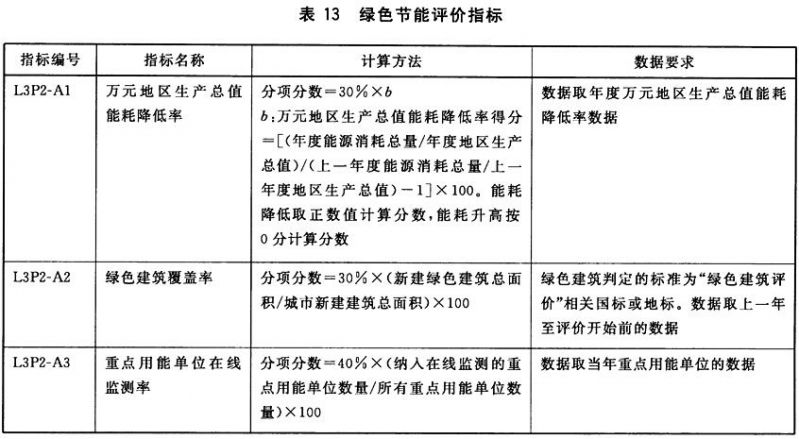 表 13 绿色节能评价指标
指标编号 指标名称 计算方法 数据要求
L3P2-A1
万元地区生产总值
能耗降低率
分项分数=30%×b
b:万元地区生产总值能耗降低率得分
=[(年度能源消耗总量/年度地区生产
总值)/(上一年度能源消耗总量/上一
年度地区生产总值)-1]×100。能耗
降低取正数值计算分数,能耗升高按
0分计算分数
数据取年度万元地区生产总值能耗
降低率数据
L3P2-A2
绿色建筑覆盖率
分项分数=30%×(新建绿色建筑总面
积/城市新建建筑总面积)×100
绿色建筑判定的标准为“绿色建筑评
价”相关国标或地标。数据取上一年
至评价开始前的数据
L3P2-A3
重点用能单位在线
监测率
分项分数=40%×(纳入在线监测的重
点用能单位数量/所有重点用能单位数
量)×100
数据取当年重点用能单位的数据